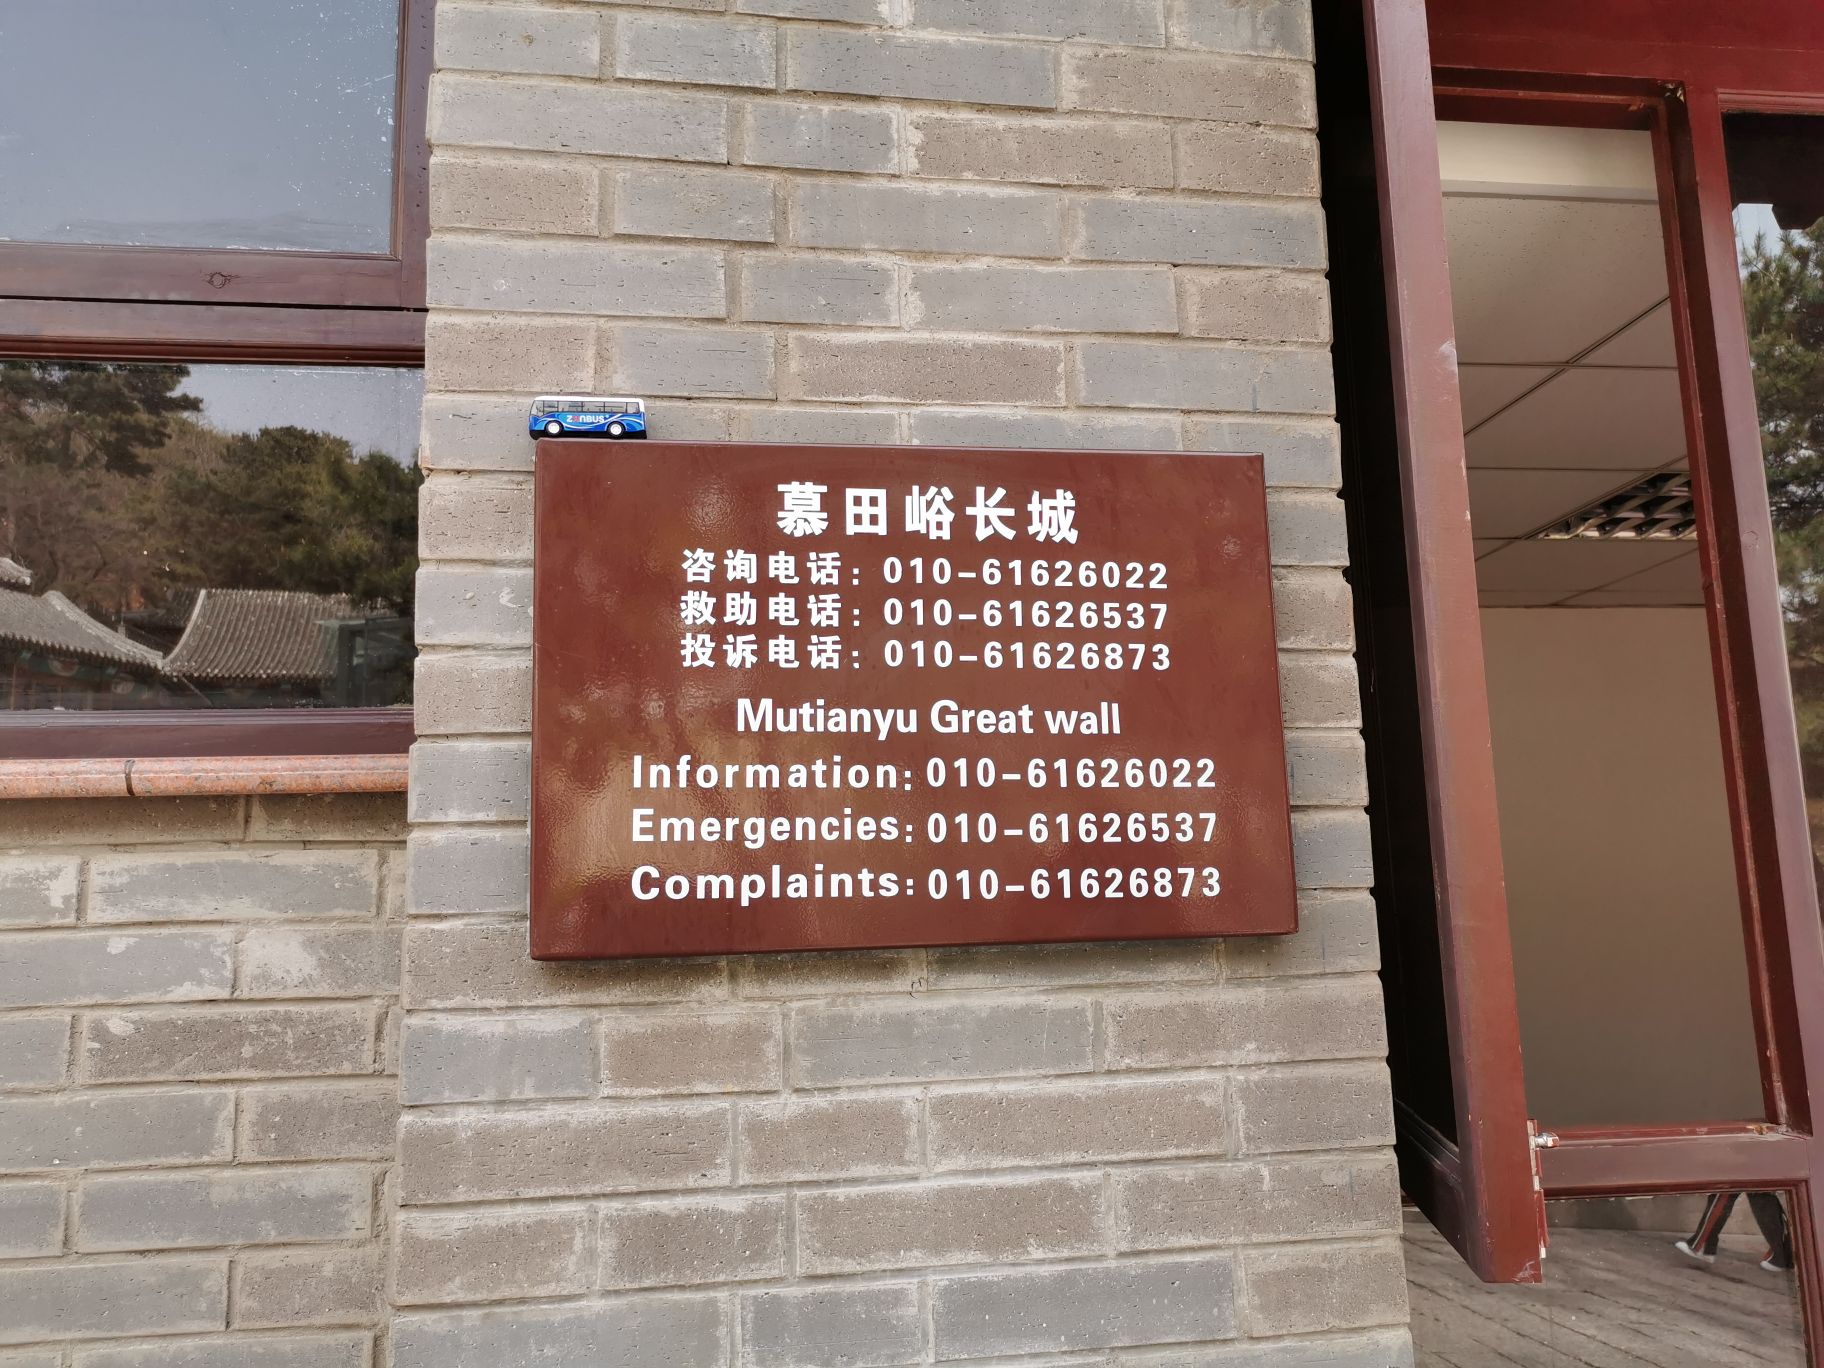 ZANBUS
慕田峪长城
咨询电话: 010-61626022
救助电话: 010-61626537
投诉电话: 010-61626873
Mutianyu Great wall
Information: 010-61626022
Emergencies: 010-61626537
Complaints: 010-61626873